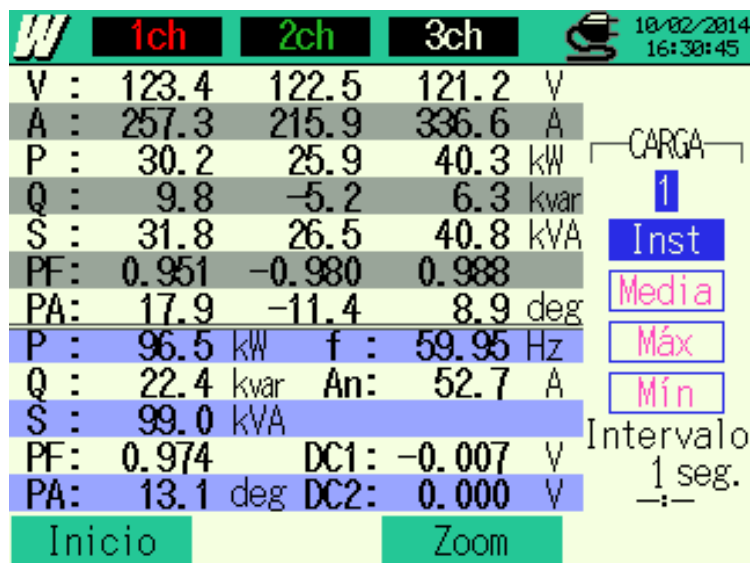 W 1ch 2ch 3ch 10/02/2014
16:30:45
V : 123.4 122.5 121.2 V
A : 257.3 215.9 336.6 A
P : 30.2 25.9 40.3 kW
Q : 9.8 -5.2 6.3 kvar
S : 31.8 26.5 40.8 kVA
PF: 0.951 -0.980 0.988
PA: 17.9 -11.4 8.9 deg
P : 96.5 kW f : 59.95 Hz
Q : 22.4 kvar An: 52.7 A
S : 99.0 kVA
PF: 0.974 DC1: -0.007 V
PA: 13.1 deg DC2: 0.000 V
CARGA
1
Inst
Media
Máx
Mín
Intervalo
1 seg.
-:-
Inicio Zoom